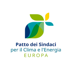 Patto dei Sindaci
per il Clima e l'Energia
EUROPA